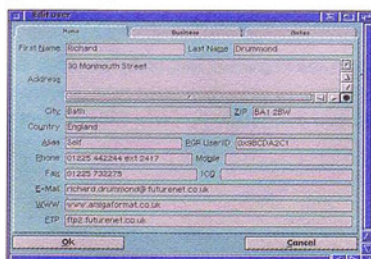 Edit User
Home Business Notes
First Name Richard Last Name Drummond
Address 30 Monmouth Street
City Bath ZIP BA1 2BW
Country England
Alias Self PGP UserID 0x98CDA2C1
Phone 01225 442244 ext 2417 Mobile
Fax 01225 732275 ICQ
E-Mail richard.drummond@futurenet.co.uk
WWW www.amigaformat.co.uk
FTP ftp2.futurenet.co.uk
Ok Cancel